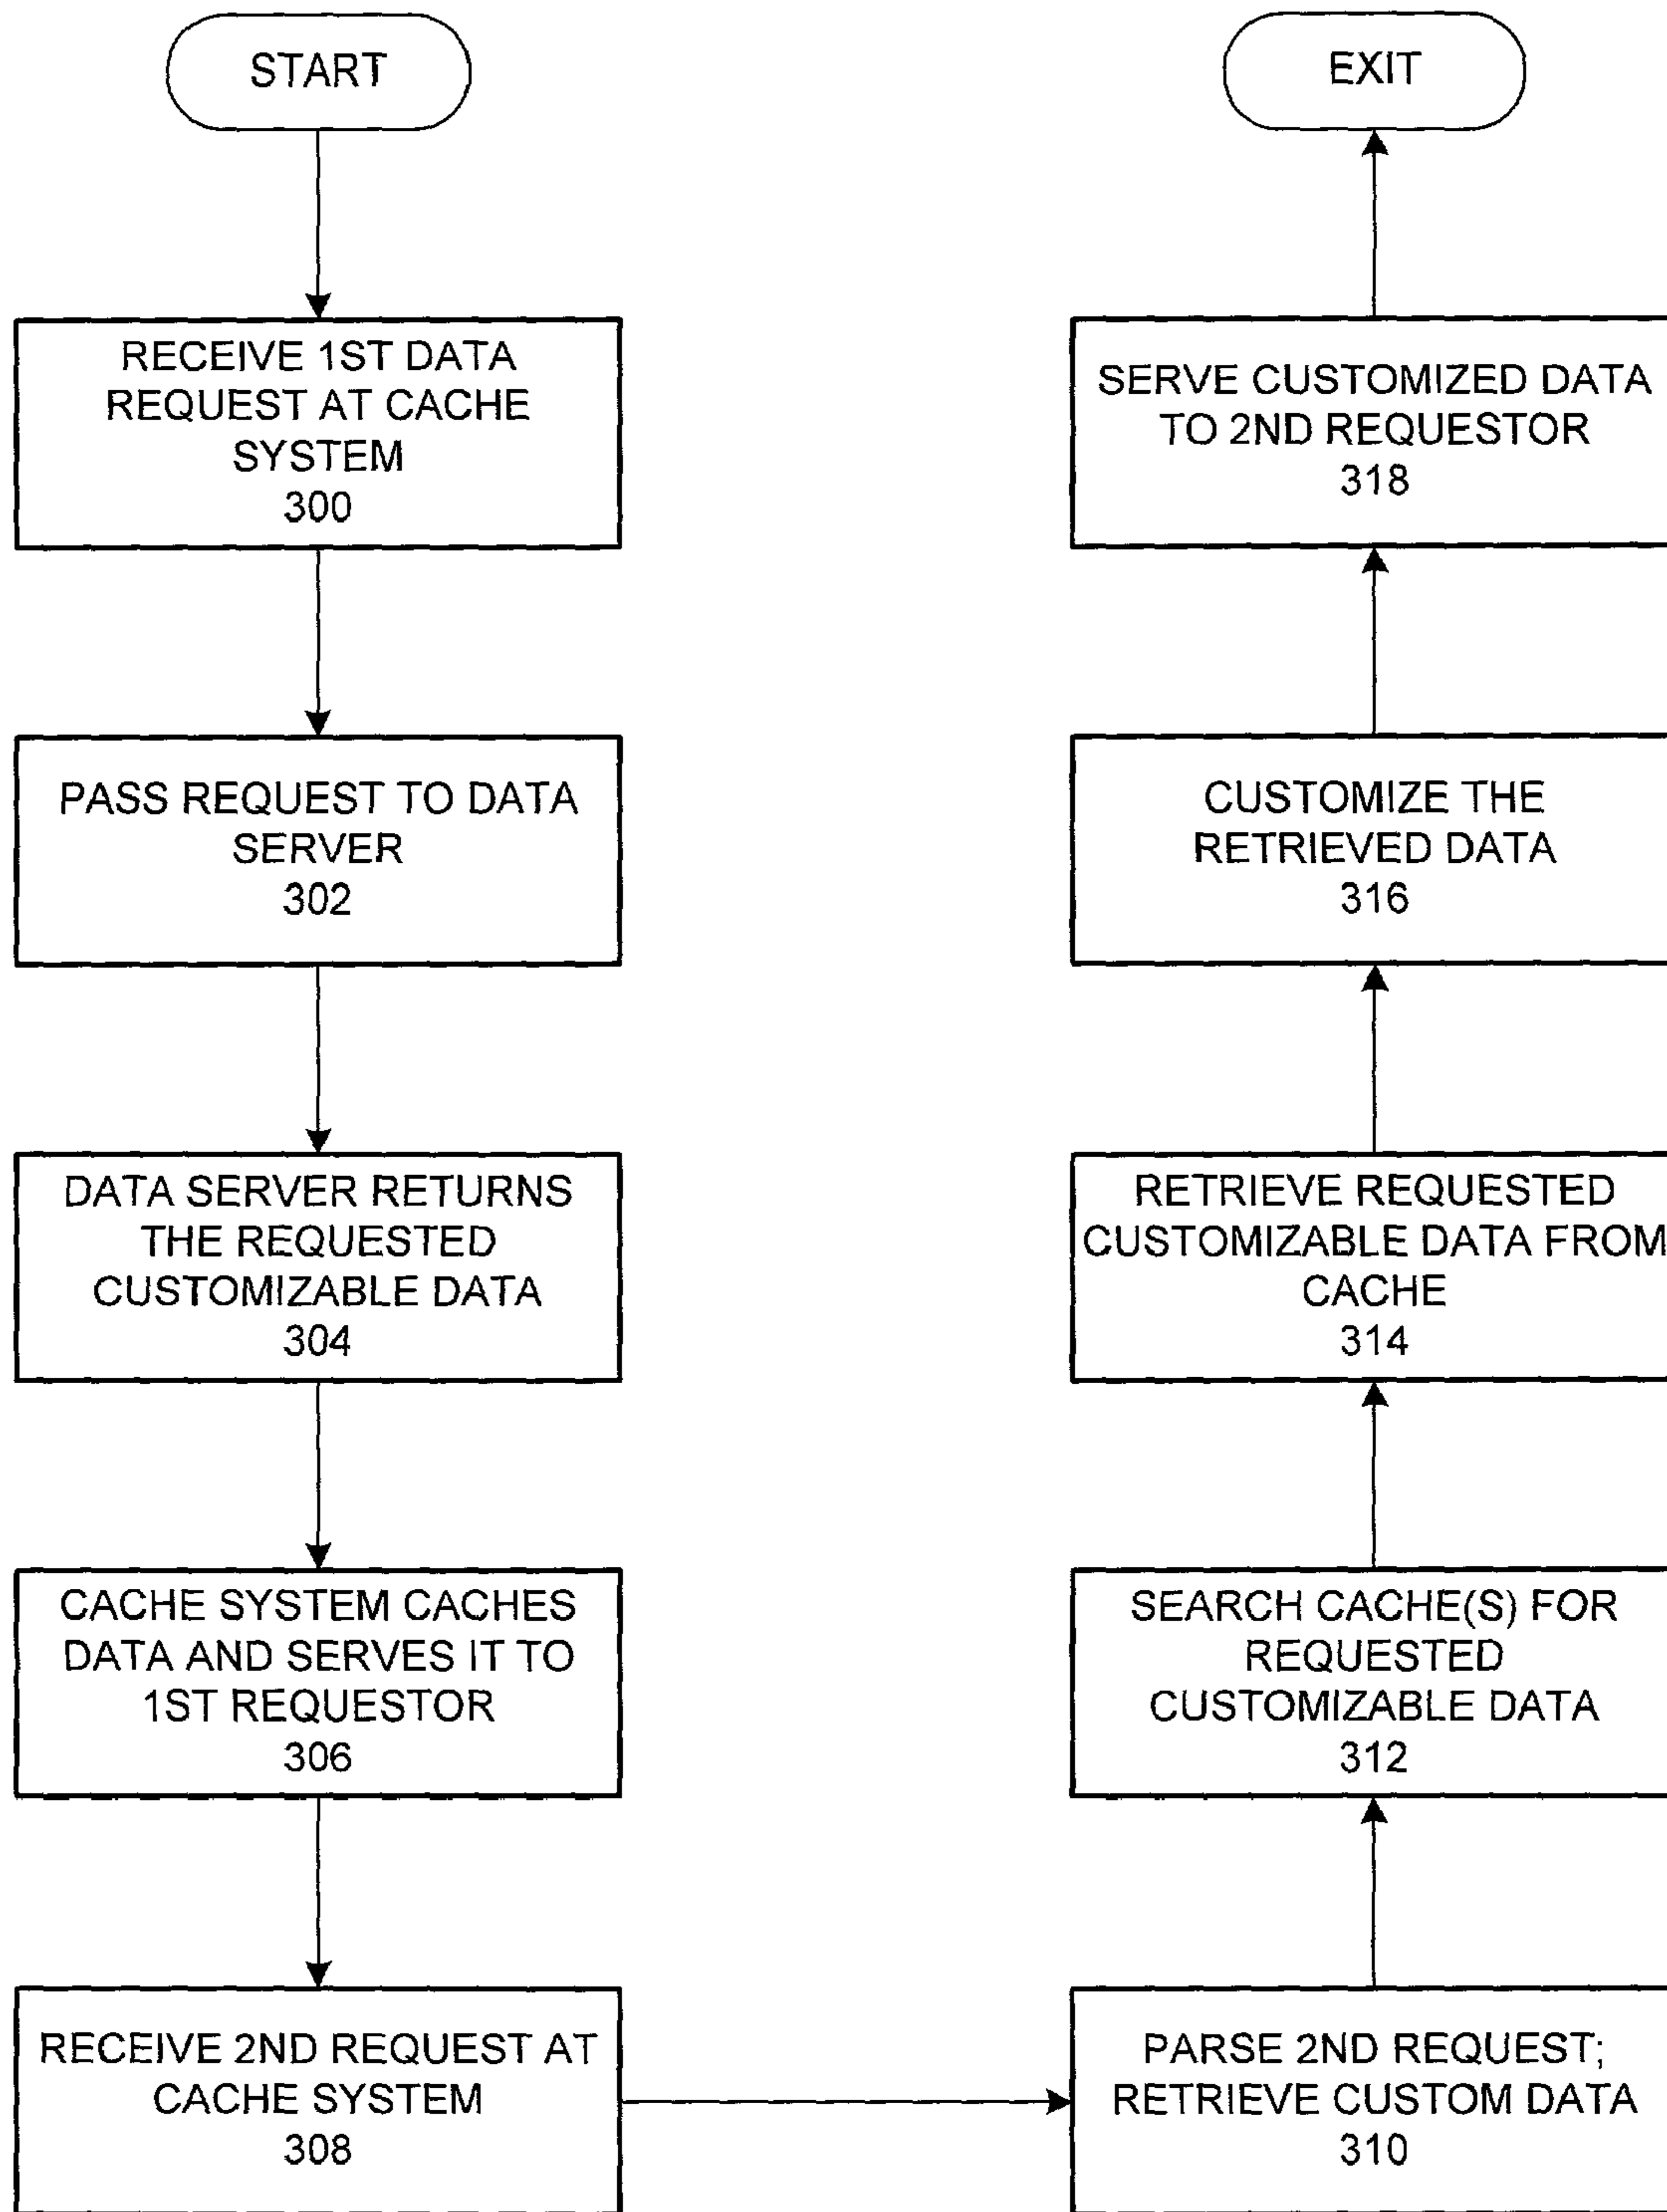 START
RECEIVE 1ST DATA
REQUEST AT CACHE
SYSTEM
300
PASS REQUEST TO DATA
SERVER
302
DATA SERVER RETURNS
THE REQUESTED
CUSTOMIZABLE DATA
304
CACHE SYSTEM CACHES
DATA AND SERVES IT TO
1ST REQUESTOR
306
RECEIVE 2ND REQUEST AT
CACHE SYSTEM
308
PARSE 2ND REQUEST;
RETRIEVE CUSTOM DATA
310
SEARCH CACHE(S) FOR
REQUESTED
CUSTOMIZABLE DATA
312
RETRIEVE REQUESTED
CUSTOMIZABLE DATA FROM
CACHE
314
CUSTOMIZE THE
RETRIEVED DATA
316
SERVE CUSTOMIZED DATA
TO 2ND REQUESTOR
318
EXIT